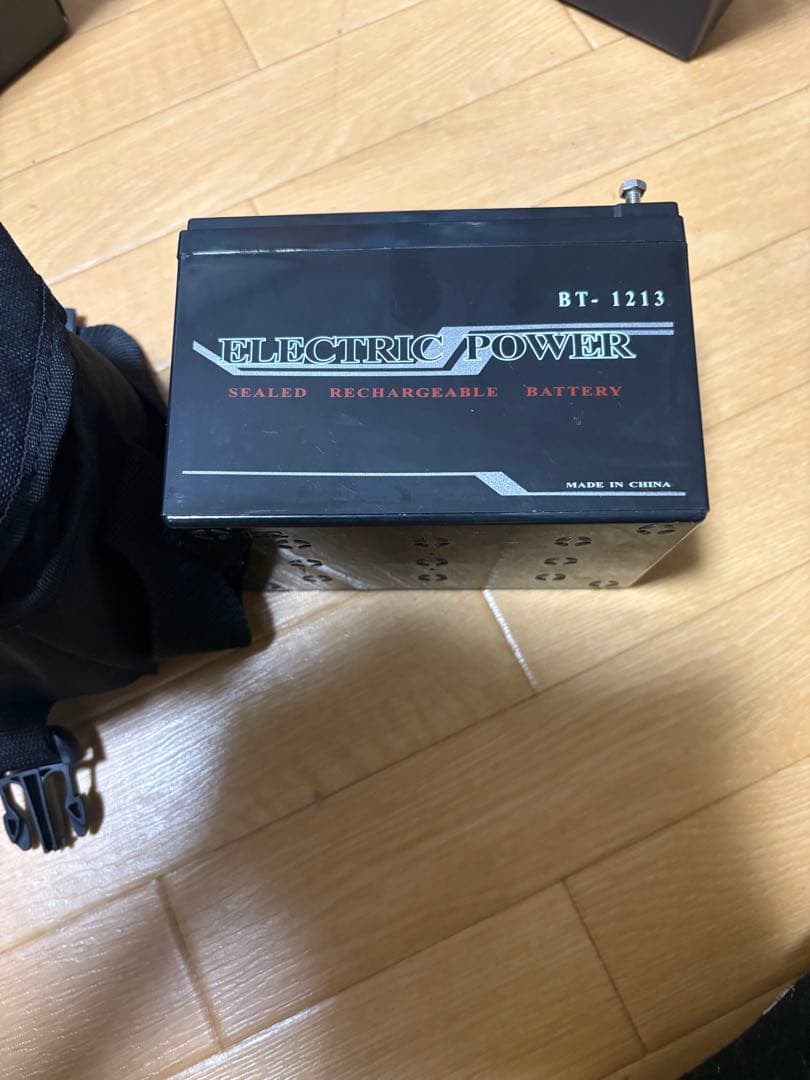 BT- 1213
ELECTRIC POWER
SEALED RECHARGEABLE BATTERY
MADE IN CHINA